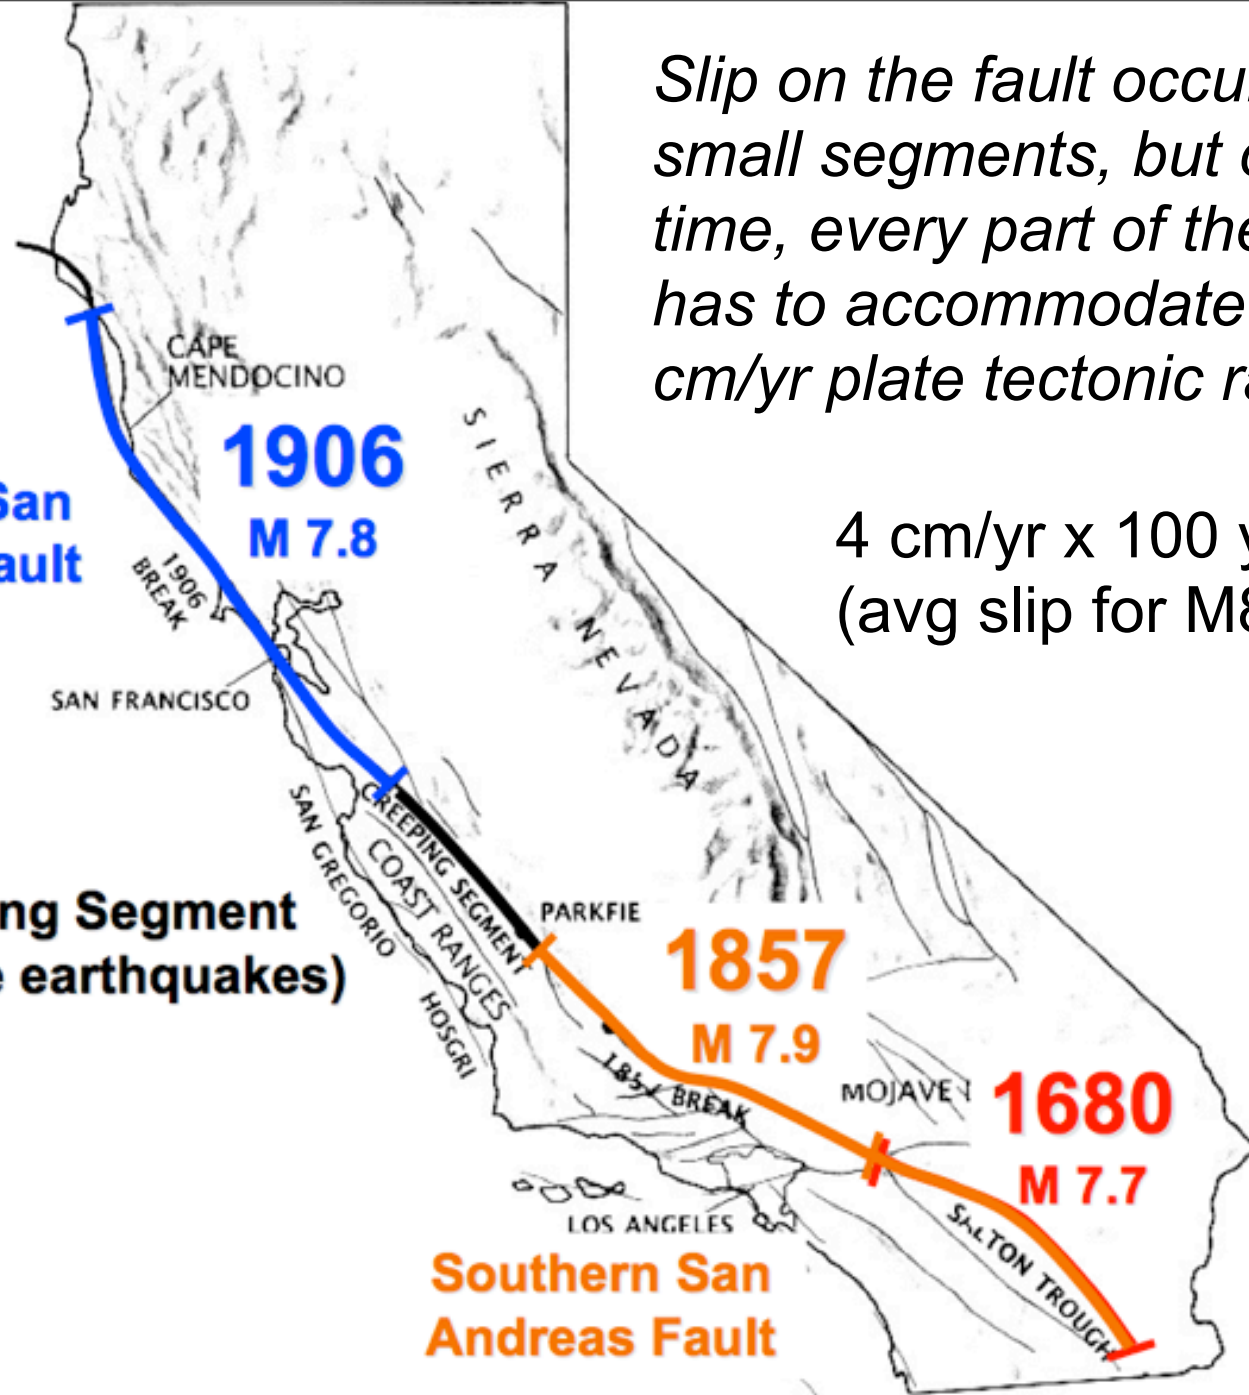 Slip on the fault occu
small segments, but
time, every part of the
has to accommodate
cm/yr plate tectonic ra
CAPE
MENDOCINO
1906
M 7.8
San
ault
SIERRA NEVADA
4 cm/yr x 100 y
(avg slip for M8
1906
BREAK
SAN FRANCISCO
CREEPING SEGMENT
SAN GREGORIO
COAST RANGES
ng Segment
e earthquakes)
PARKFIE
HOSGRI
1857
M 7.9
1857 BREAK
MOJAVE
1680
M 7.7
LOS ANGELES
SALTON TROUGH
Southern San
Andreas Fault